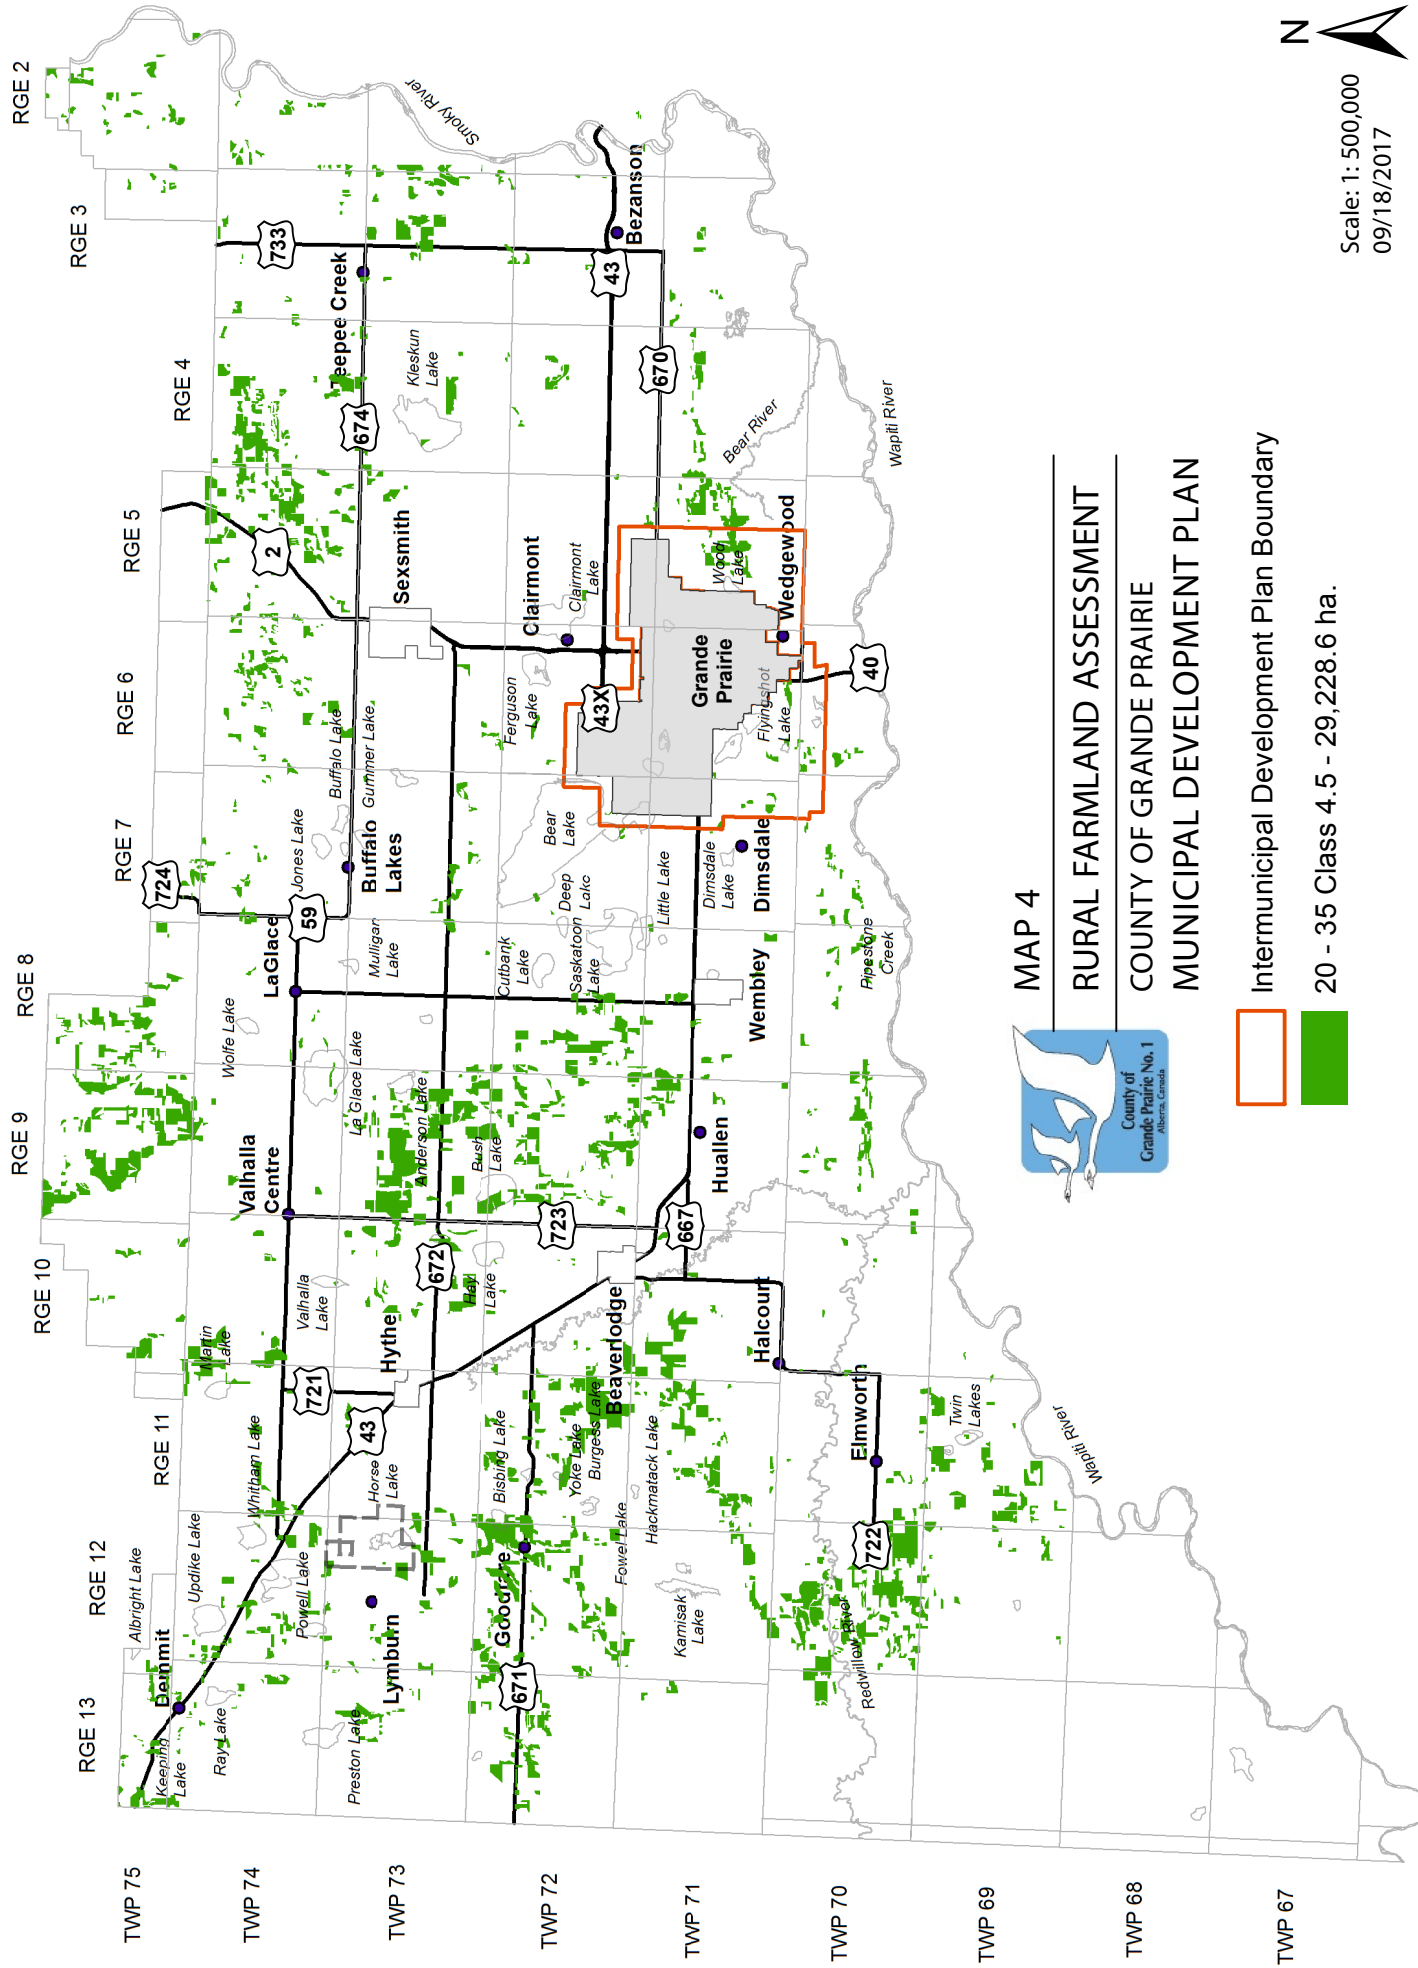 RGE 13
RGE 12
RGE 11
RGE 10
RGE 9
RGE 8
RGE 7
RGE 6
RGE 5
RGE 4
RGE 3
RGE 2
TWP 75
TWP 74
TWP 73
TWP 72
TWP 71
TWP 70
TWP 69
TWP 68
TWP 67
Demmit
Keeping
Lake
Albright Lake
Updike Lake
Ray Lake
Powell Lake
Whitham Lake
Martin
Lake
Valhalla
Lake
Valhalla
Centre
Wolfe Lake
La Glace Lake
LaGlace
Jones Lake
724
59
Buffalo Lake
Gummer Lake
Buffalo
Lakes
Mulligan
Lake
2
674
733
Teepee Creek
Kleskun
Lake
Smoky River
Sexsmith
Preston Lake
Lymburn
Horse
Lake
43
721
Hythe
672
Anderson Lake
Hay
Lake
Bush
Lake
723
Cutbank
Lake
Saskatoon
Lake
Bear
Lake
Ferguson
Lake
Clairmont
Clairmont
Lake
43X
43
Bezanson
670
671
Goodfare
Bisbing Lake
Yoke Lake
Burgess Lake
Fowel Lake
Hackmatack Lake
Kamisak
Lake
Beaverlodge
667
Huallen
Wembley
Little Lake
Dimsdale
Lake
Dimsdale
Grande
Prairie
Flyingshot
Lake
Wood
Lake
Wedgewood
Bear River
Wapiti River
40
Halcourt
Elmworth
722
Redwillow River
Twin
Lakes
Wapiti River
Pipestone
Creek
County of
Grande Prairie No. 1
Alberta, Canada
MAP 4
RURAL FARMLAND ASSESSMENT
COUNTY OF GRANDE PRAIRIE
MUNICIPAL DEVELOPMENT PLAN
Intermunicipal Development Plan Boundary
20 - 35 Class 4.5 - 29,228.6 ha.
N
Scale: 1: 500,000
09/18/2017